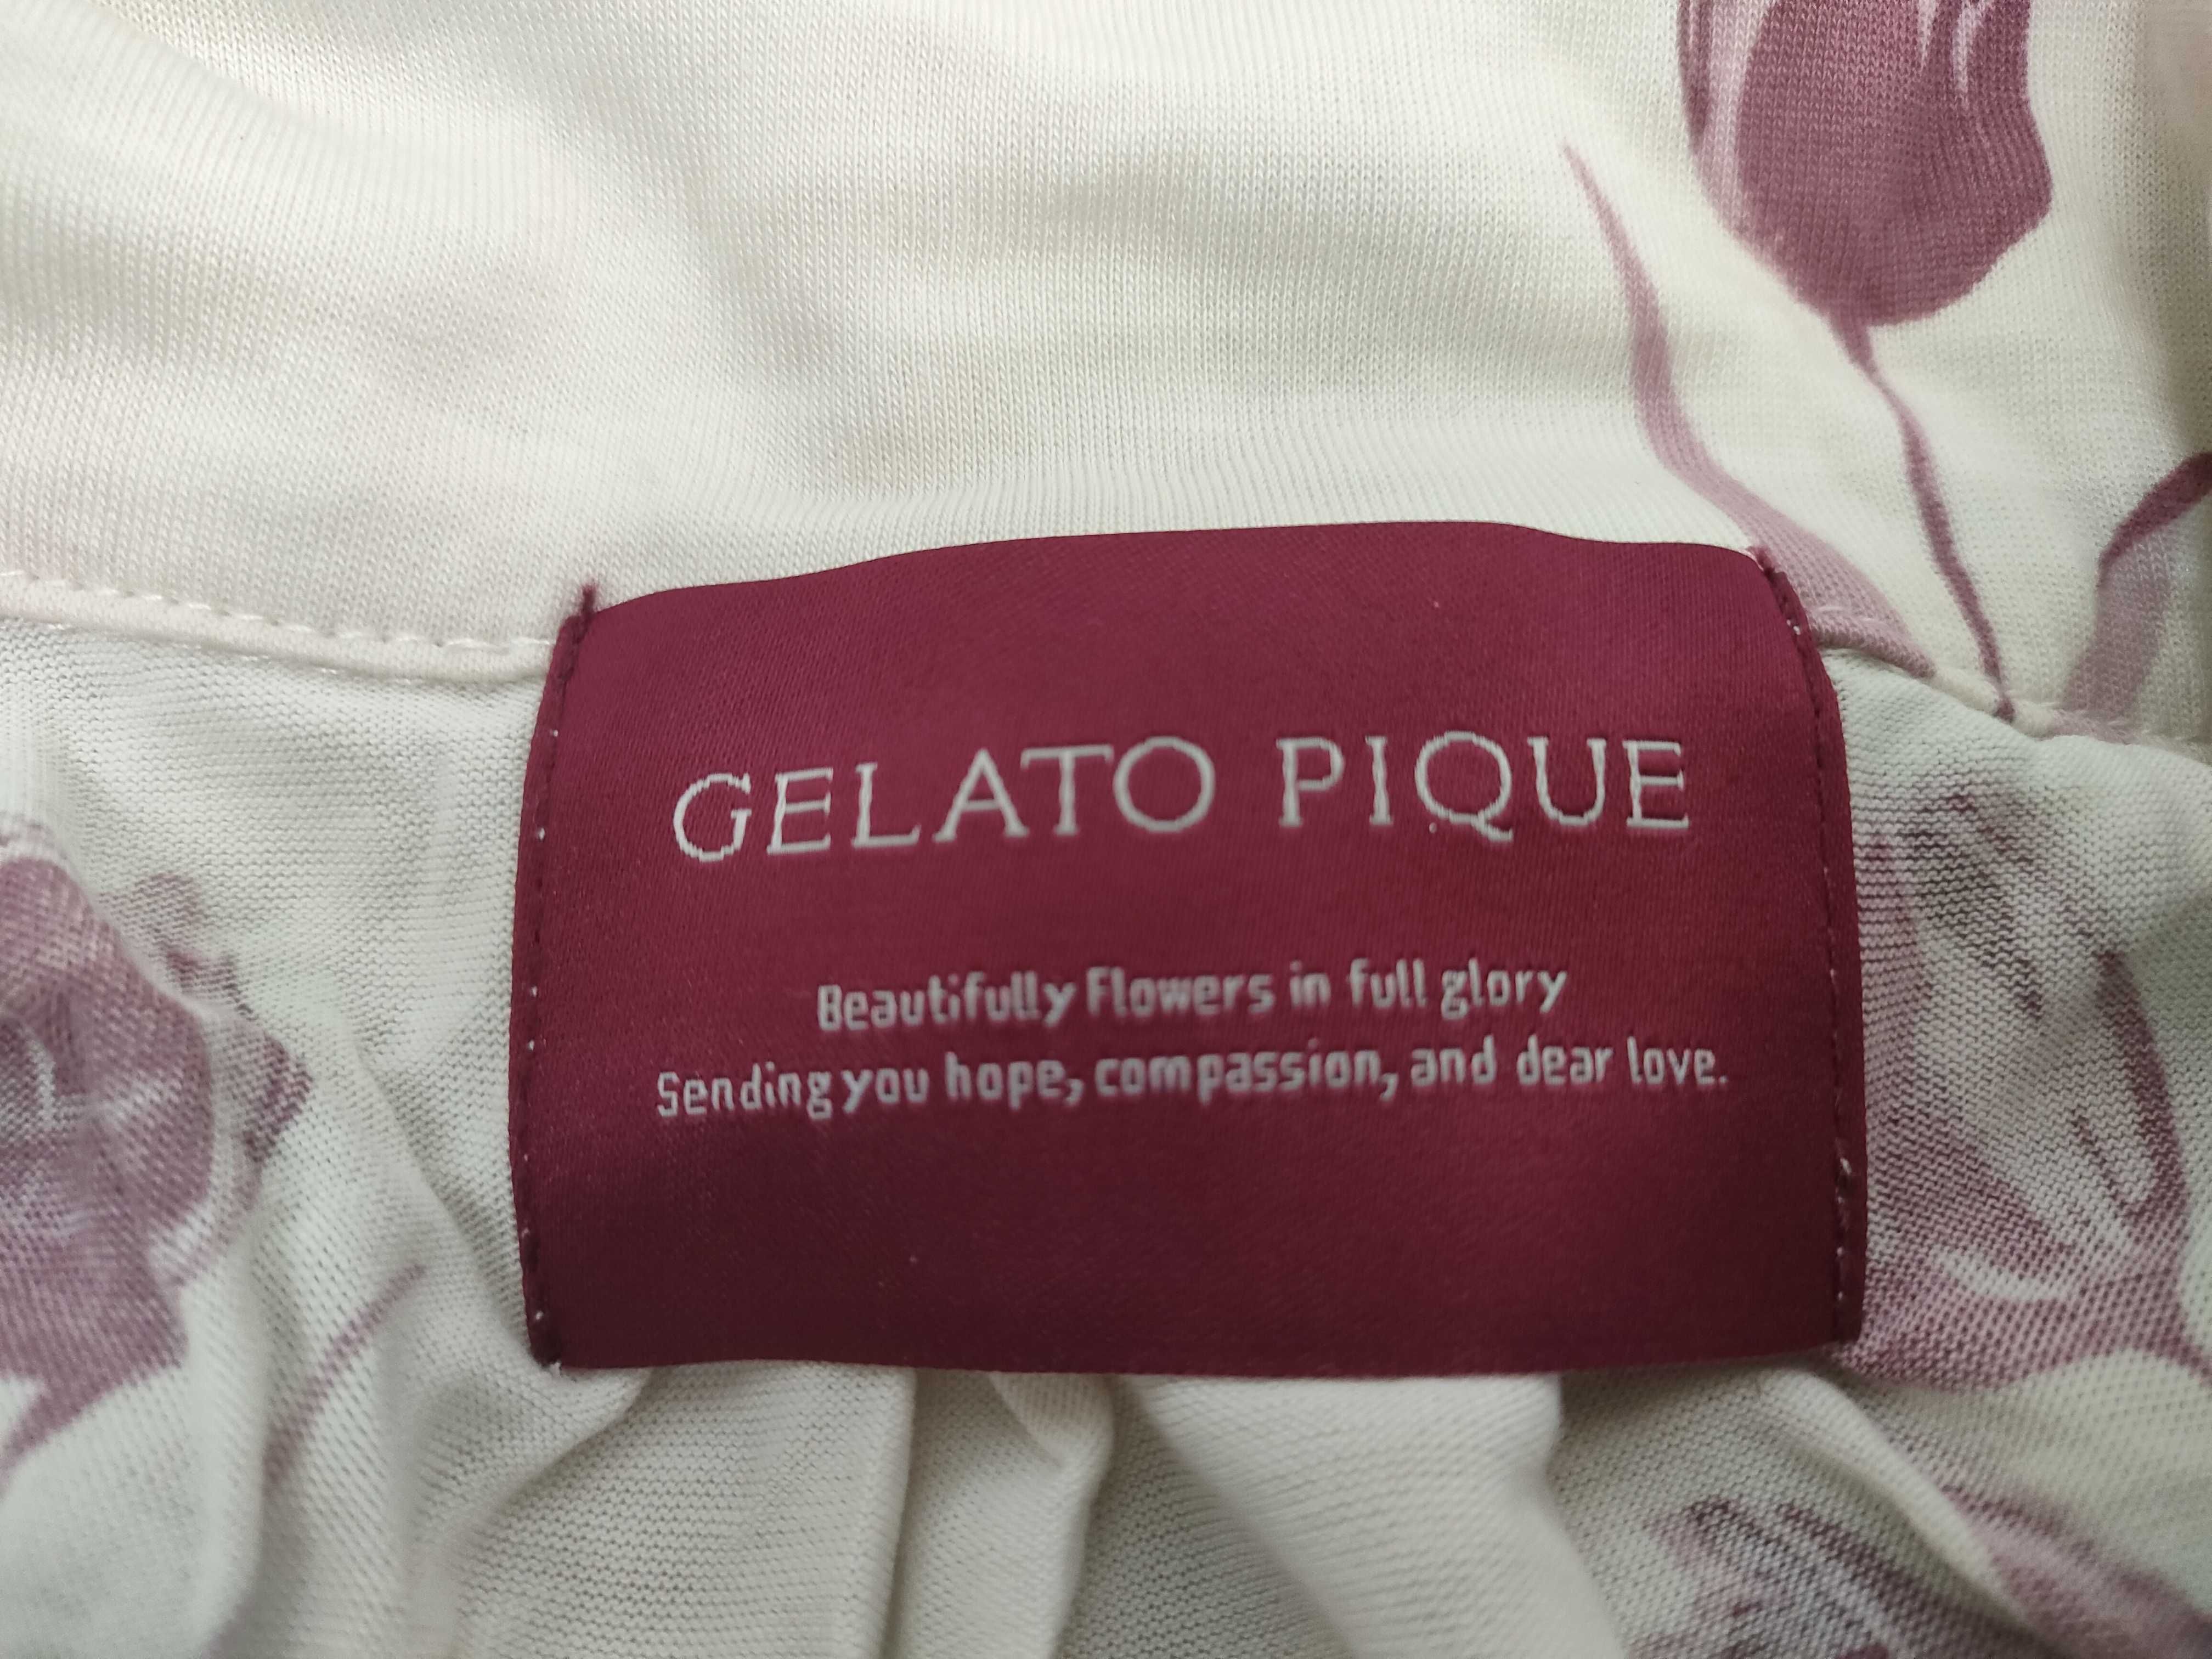 GELATO PIQUE
Beautifully Flowers in full glory
Sending you hope, compassion, and dear love.